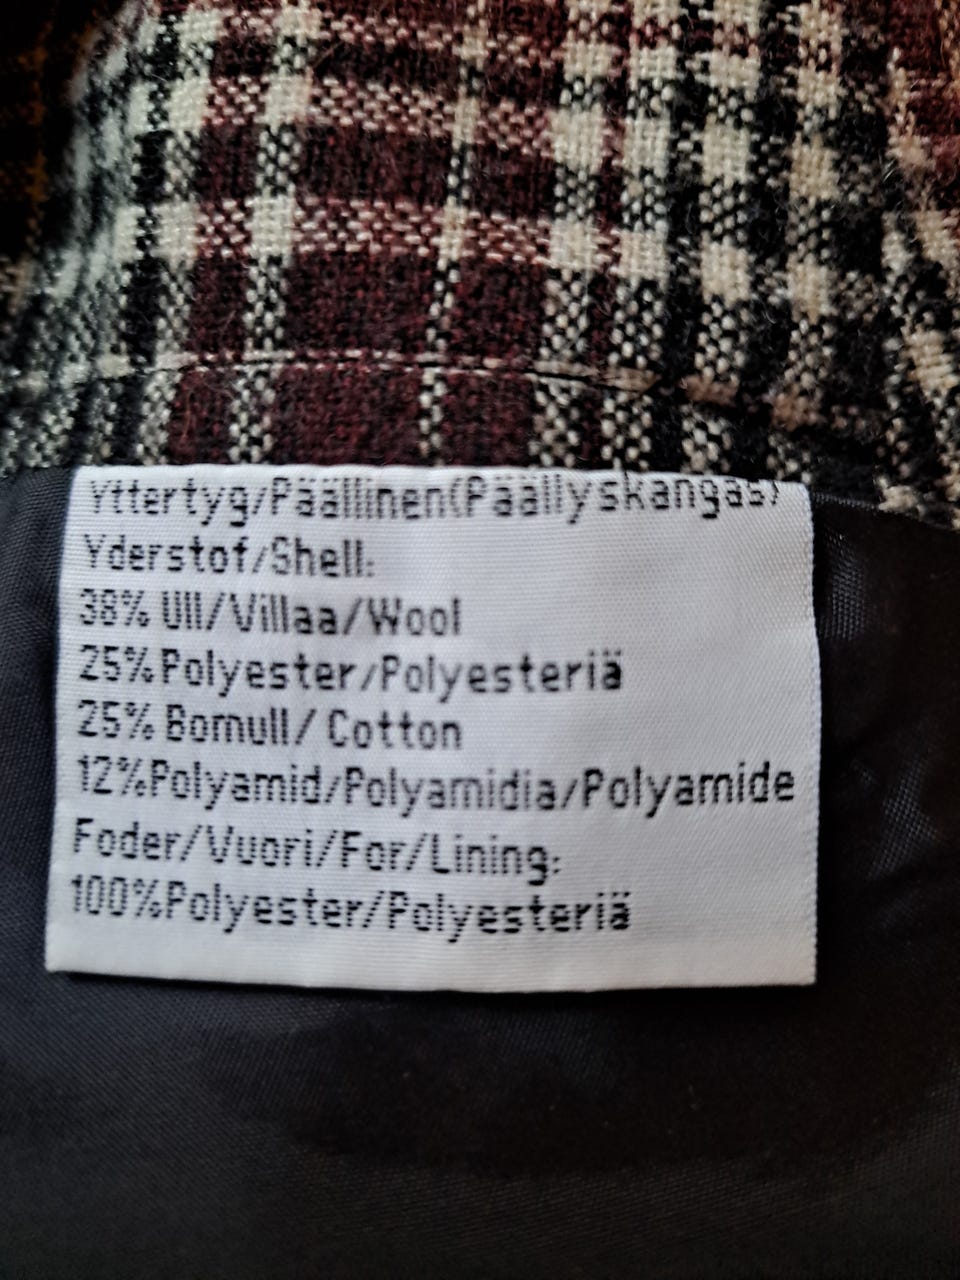 Yttertyg/Päällinen(Päällyskangas)
Yderstof/Shell:
38% Ull/Villaa/Wool
25%Polyester/Polyesteriä
25% Bomull/ Cotton
12%Polyamid/Polyamidia/Polyamide
Foder/Vuori/For/Lining:
100%Polyester/Polyesteriä